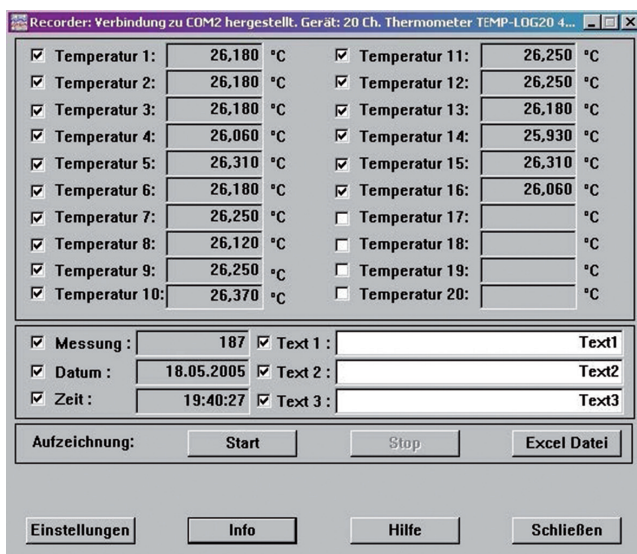 Recorder: Verbindung zu COM2 hergestellt. Gerät: 20 Ch. Thermometer TEMP-LOG20 4...
Temperatur 1: 26,180 °C Temperatur 11: 26,250 °C
Temperatur 2: 26,180 °C Temperatur 12: 26,250 °C
Temperatur 3: 26,180 °C Temperatur 13: 26,180 °C
Temperatur 4: 26,060 °C Temperatur 14: 25,930 °C
Temperatur 5: 26,310 °C Temperatur 15: 26,310 °C
Temperatur 6: 26,180 °C Temperatur 16: 26,060 °C
Temperatur 7: 26,250 °C Temperatur 17: °C
Temperatur 8: 26,120 °C Temperatur 18: °C
Temperatur 9: 26,250 °C Temperatur 19: °C
Temperatur 10: 26,370 °C Temperatur 20: °C
Messung : 187 Text 1 : Text1
Datum : 18.05.2005 Text 2 : Text2
Zeit : 19:40:27 Text 3 : Text3
Aufzeichnung: Start Stop Excel Datei
Einstellungen Info Hilfe Schließen